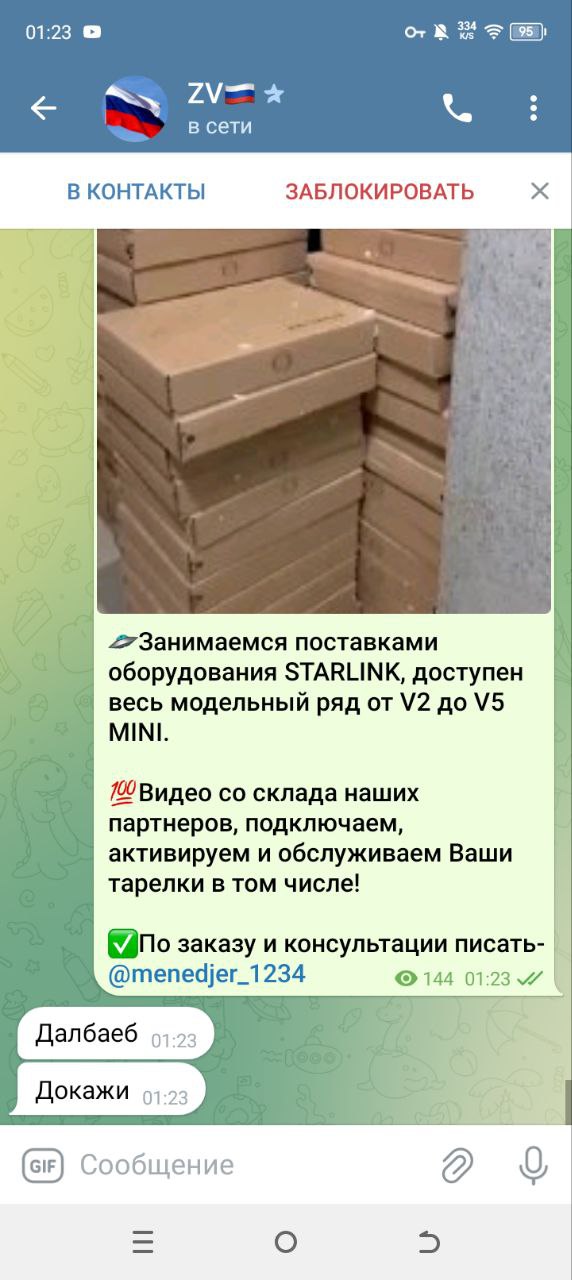 01:23
334
K/S
95
ZV🇷🇺
в сети
В КОНТАКТЫ
ЗАБЛОКИРОВАТЬ
🛸Занимаемся поставками
оборудования STARLINK, доступен
весь модельный ряд от V2 до V5
MINI.
💯Видео со склада наших
партнеров, подключаем,
активируем и обслуживаем Ваши
тарелки в том числе!
✅По заказу и консультации писать-
@menedjer_1234
144 01:23
Далбаеб 01:23
Докажи 01:23
GIF Сообщение